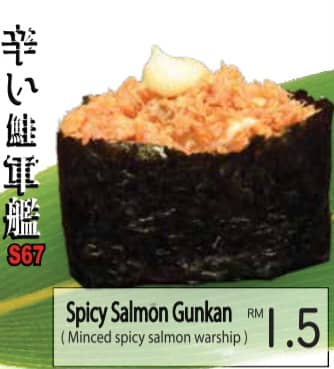 辛い鮭軍艦
S67
Spicy Salmon Gunkan
( Minced spicy salmon warship )
RM 1.5